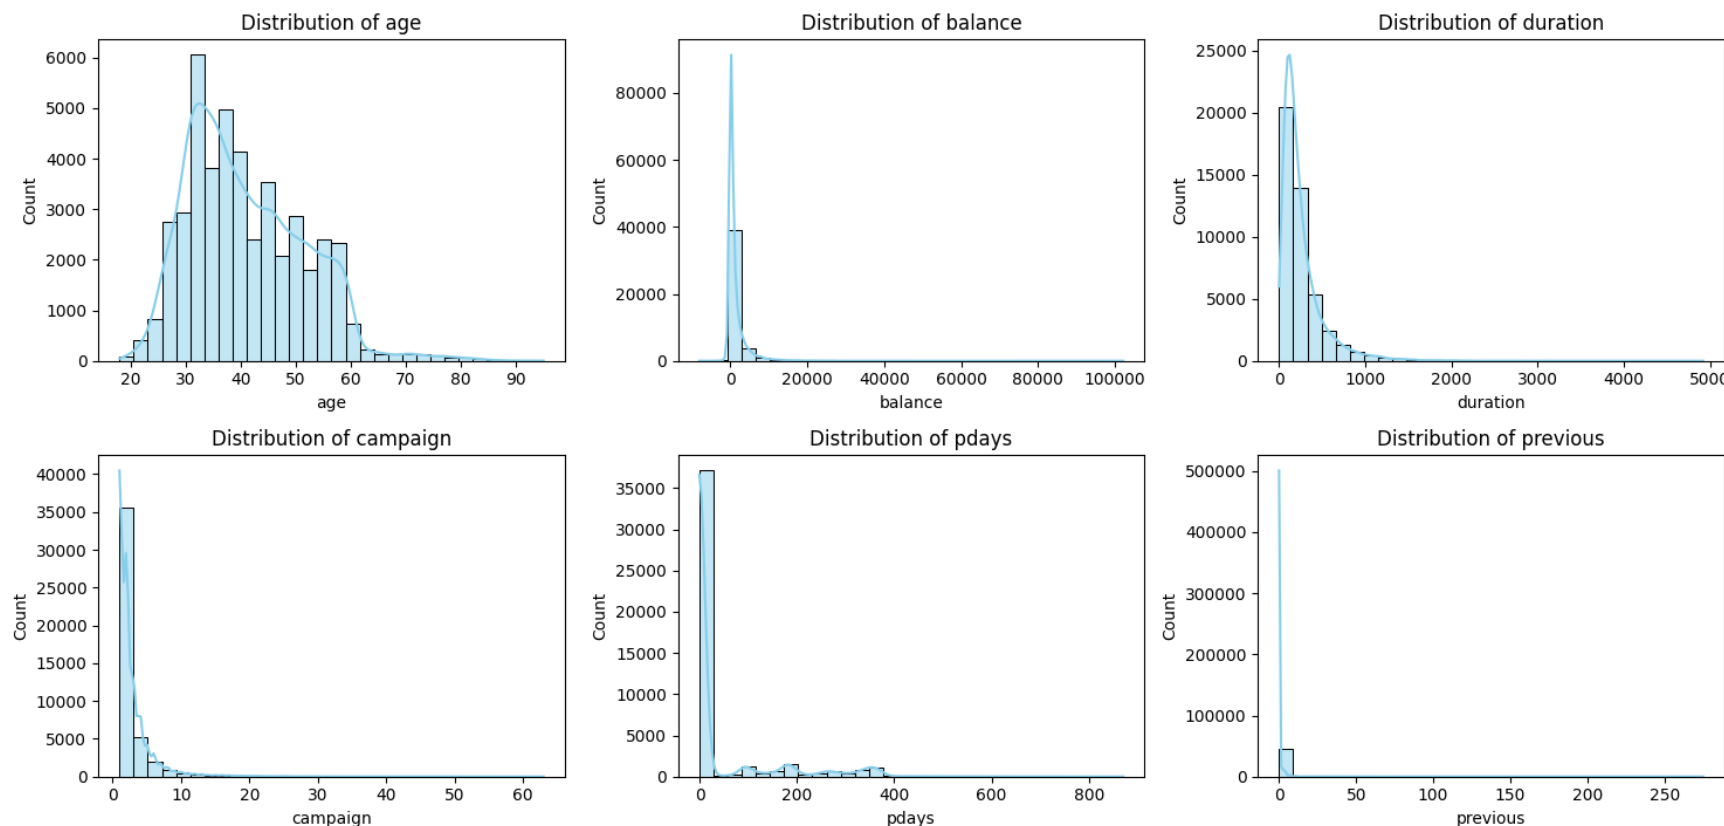 Distribution of age
6000
5000
4000
3000
2000
1000
0
Count
20 30 40 50 60 70 80 90
age
Distribution of balance
80000
60000
40000
20000
0
Count
0 20000 40000 60000 80000 100000
balance
Distribution of duration
25000
20000
15000
10000
5000
0
Count
0 1000 2000 3000 4000 5000
duration
Distribution of campaign
40000
35000
30000
25000
20000
15000
10000
5000
0
Count
0 10 20 30 40 50 60
campaign
Distribution of pdays
35000
30000
25000
20000
15000
10000
5000
0
Count
0 200 400 600 800
pdays
Distribution of previous
500000
400000
300000
200000
100000
0
Count
0 50 100 150 200 250
previous